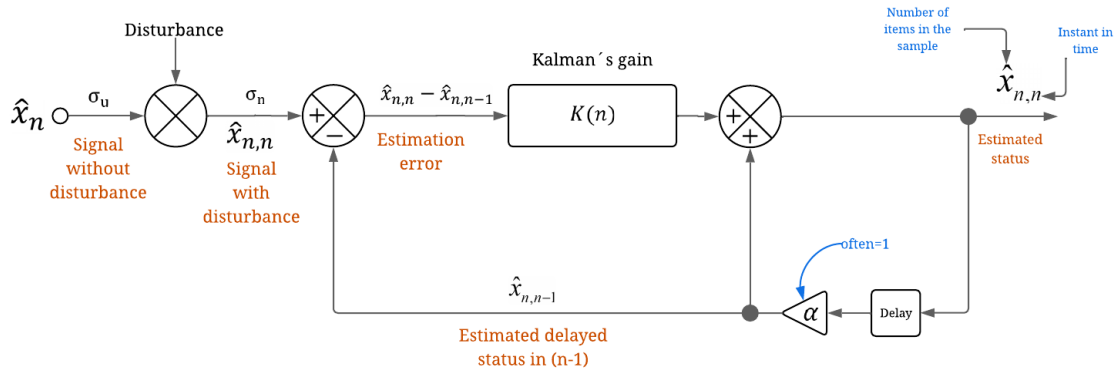 Disturbance
x̂ₙ
σᵤ
Signal
without
disturbance
σₙ
x̂ₙ,ₙ
Signal
with
disturbance
+
−
x̂ₙ,ₙ − x̂ₙ,ₙ₋₁
Estimation
error
Kalman´s gain
K(n)
+
+
Number of
items in the
sample
Instant in
time
x̂ₙ,ₙ
Estimated
status
often=1
α
Delay
x̂ₙ,ₙ₋₁
Estimated delayed
status in (n-1)